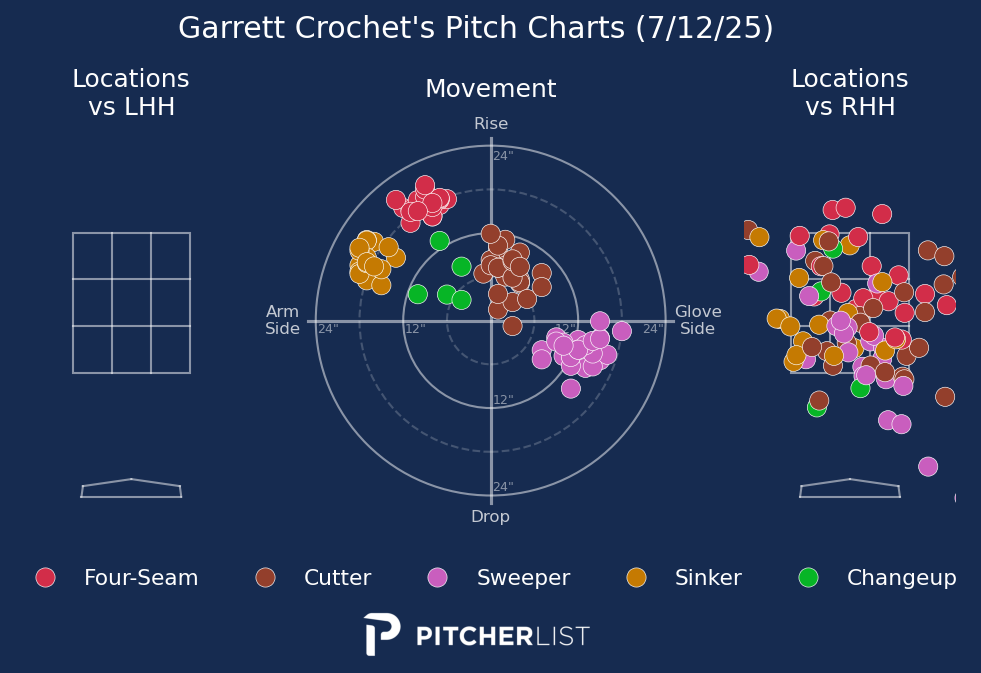 Garrett Crochet's Pitch Charts (7/12/25)
Locations
vs LHH
Movement
Locations
vs RHH
Rise
24"
Arm
Side
24"
12"
12"
24"
Glove
Side
12"
24"
Drop
Four-Seam
Cutter
Sweeper
Sinker
Changeup
PITCHERLIST